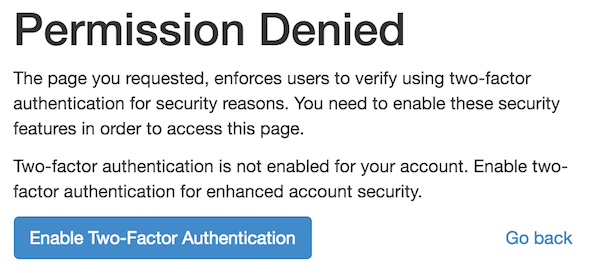 Permission Denied
The page you requested, enforces users to verify using two-factor
authentication for security reasons. You need to enable these security
features in order to access this page.
Two-factor authentication is not enabled for your account. Enable two-
factor authentication for enhanced account security.
Enable Two-Factor Authentication Go back